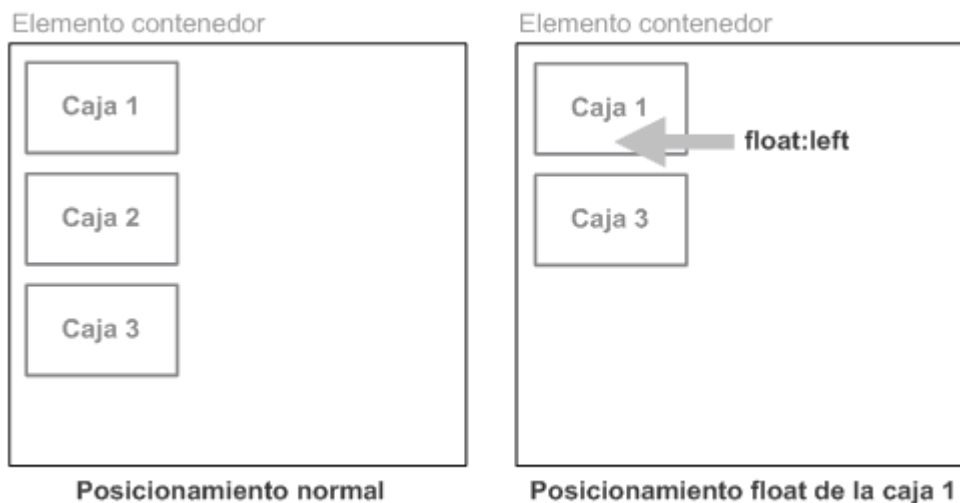 Elemento contenedor
Caja 1
Caja 2
Caja 3
Posicionamiento normal
Elemento contenedor
Caja 1
float:left
Caja 3
Posicionamiento float de la caja 1